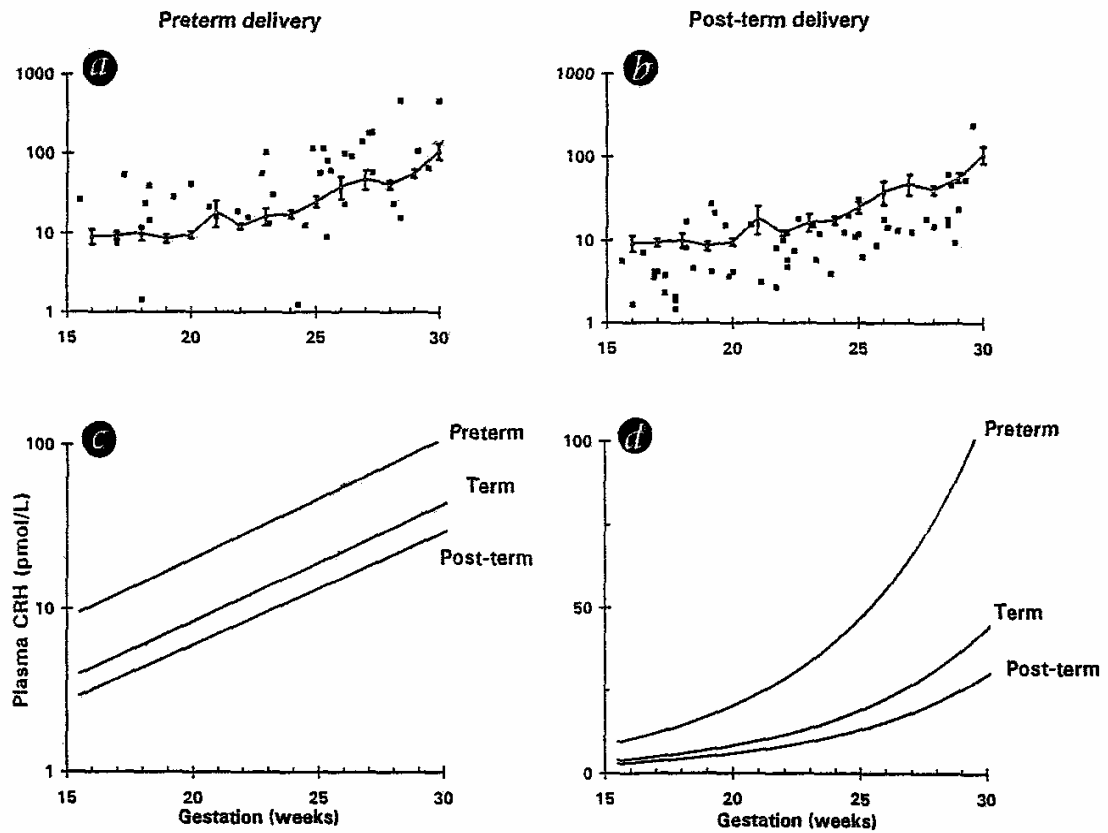 Preterm delivery
Post-term delivery
a
b
1000
100
10
1
15
20
25
30
1000
100
10
1
15
20
25
30
c
d
Plasma CRH (pmol/L)
100
10
1
Preterm
Term
Post-term
15
20
25
30
Gestation (weeks)
100
50
0
Preterm
Term
Post-term
15
20
25
30
Gestation (weeks)